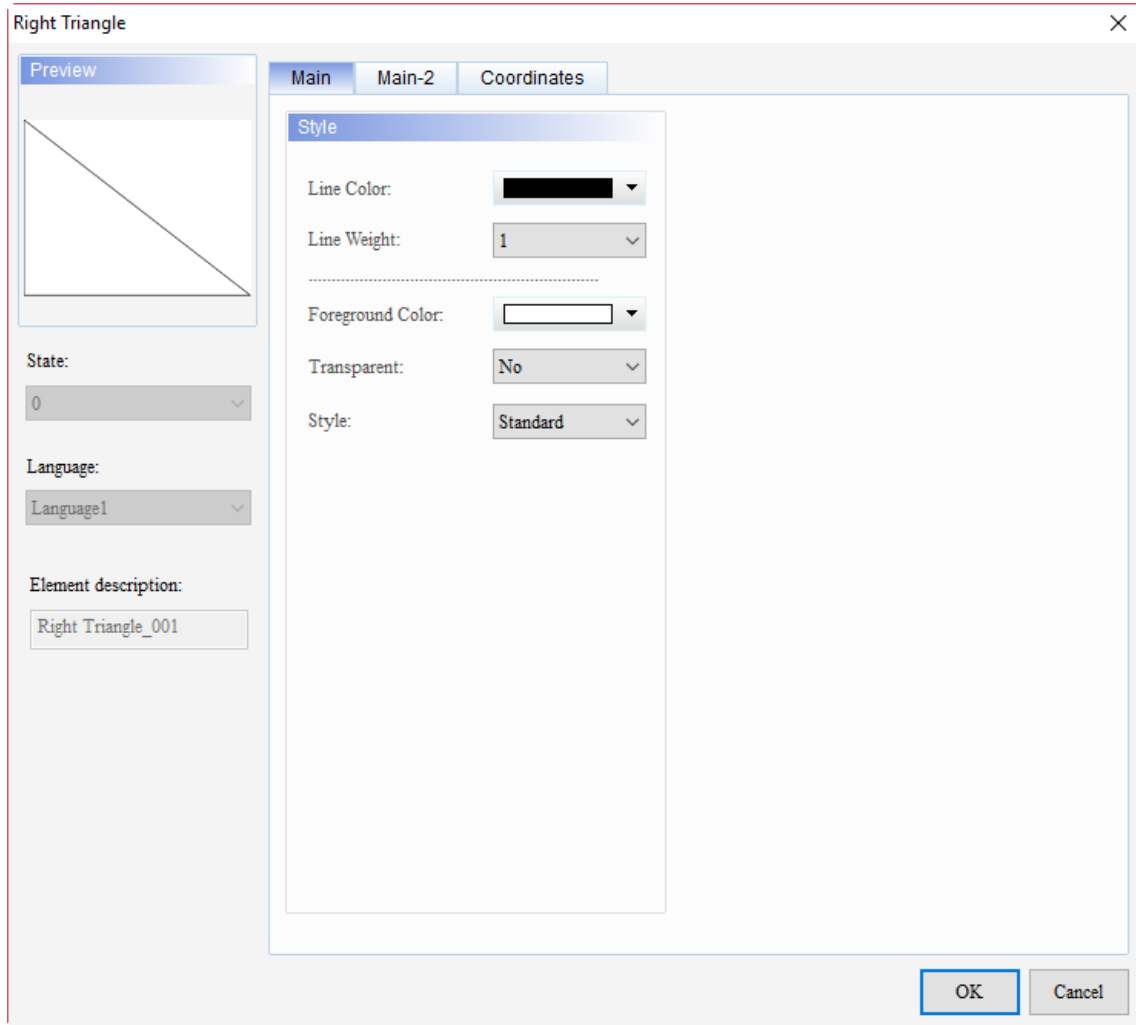 Right Triangle
Preview
Main Main-2 Coordinates
Style
Line Color:
Line Weight: 1
Foreground Color:
Transparent: No
Style: Standard
State:
0
Language:
Language1
Element description:
Right Triangle_001
OK Cancel